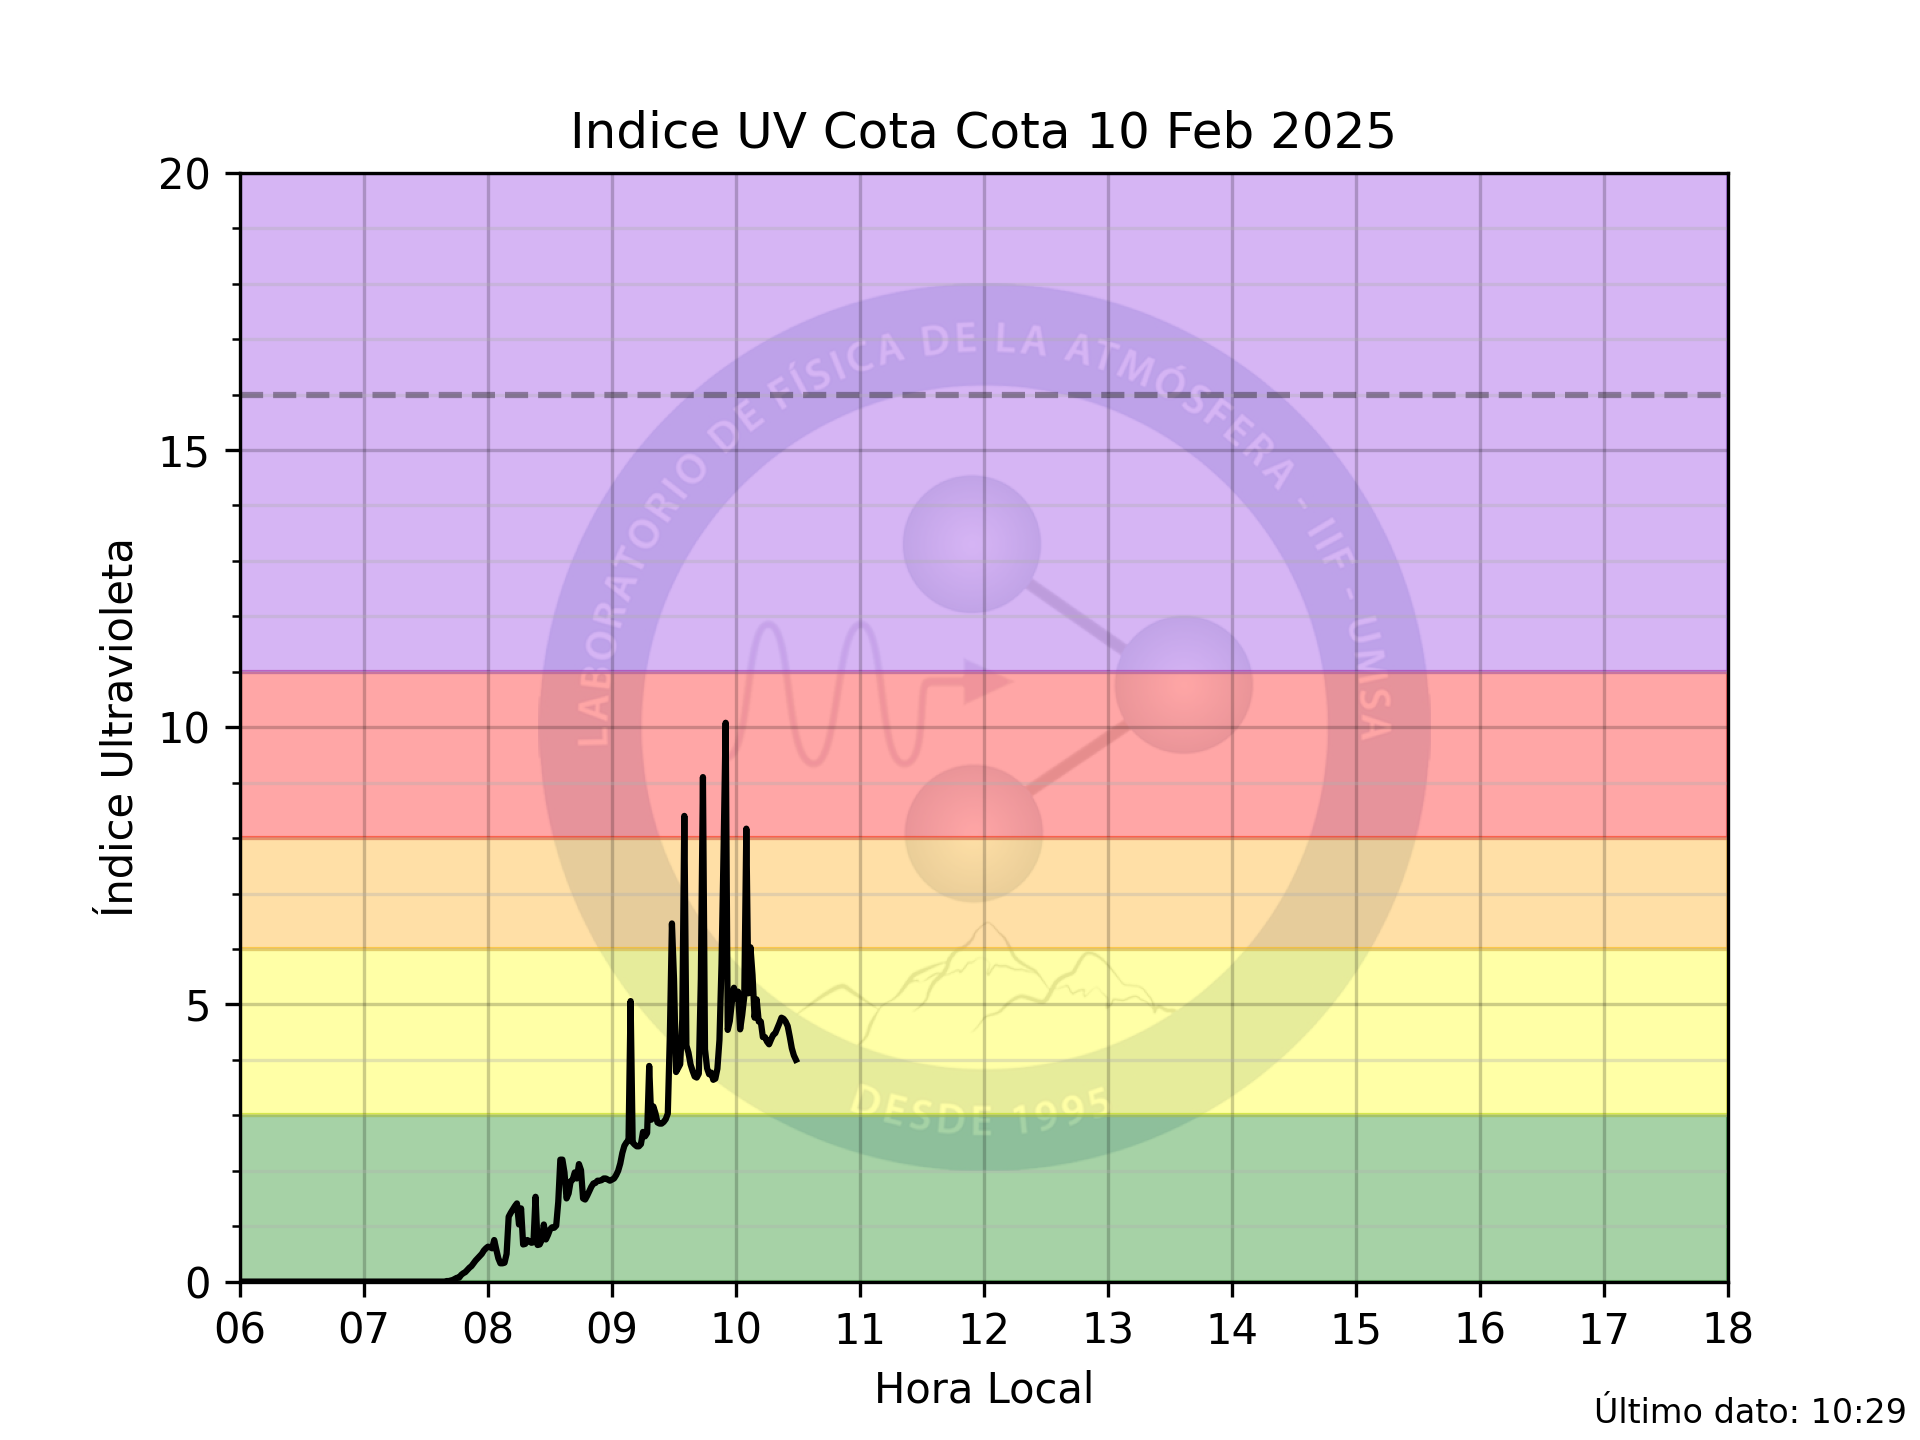 Indice UV Cota Cota 10 Feb 2025
20
15
10
5
0
Índice Ultravioleta
LABORATORIO DE FÍSICA DE LA ATMÓSFERA - IIF - UMSA
DESDE 1995
06 07 08 09 10 11 12 13 14 15 16 17 18
Hora Local
Último dato: 10:29